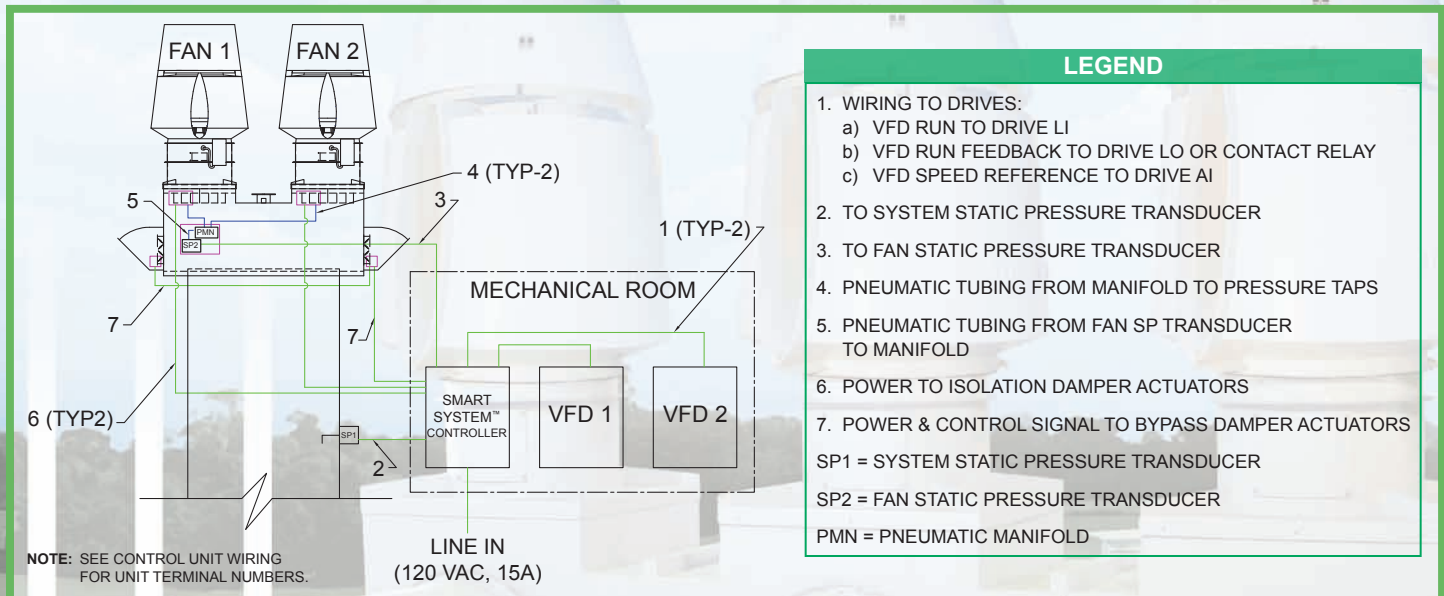 FAN 1
FAN 2
4 (TYP-2)
5
3
PMN
SP2
1 (TYP-2)
MECHANICAL ROOM
7
7
SMART
SYSTEM™
CONTROLLER
VFD 1
VFD 2
6 (TYP2)
SP1
2
LINE IN
(120 VAC, 15A)
NOTE: SEE CONTROL UNIT WIRING
FOR UNIT TERMINAL NUMBERS.
LEGEND
1. WIRING TO DRIVES:
a) VFD RUN TO DRIVE LI
b) VFD RUN FEEDBACK TO DRIVE LO OR CONTACT RELAY
c) VFD SPEED REFERENCE TO DRIVE AI
2. TO SYSTEM STATIC PRESSURE TRANSDUCER
3. TO FAN STATIC PRESSURE TRANSDUCER
4. PNEUMATIC TUBING FROM MANIFOLD TO PRESSURE TAPS
5. PNEUMATIC TUBING FROM FAN SP TRANSDUCER
TO MANIFOLD
6. POWER TO ISOLATION DAMPER ACTUATORS
7. POWER & CONTROL SIGNAL TO BYPASS DAMPER ACTUATORS
SP1 = SYSTEM STATIC PRESSURE TRANSDUCER
SP2 = FAN STATIC PRESSURE TRANSDUCER
PMN = PNEUMATIC MANIFOLD